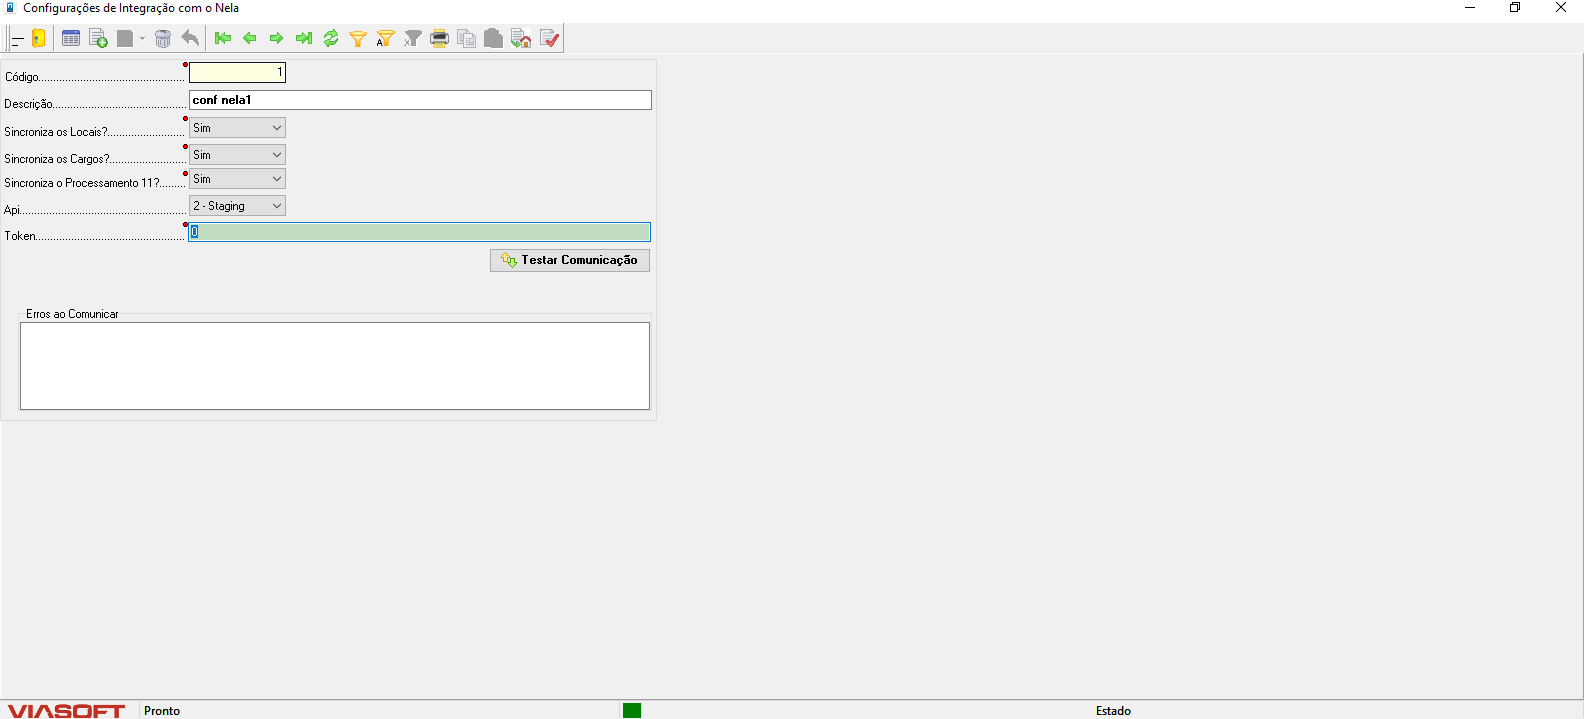 Configurações de Integração com o Nela
Código.................................................. 1
Descrição.............................................. conf nela1
Sincroniza os Locais?.......................... Sim
Sincroniza os Cargos?.......................... Sim
Sincroniza o Processamento 11?......... Sim
Api........................................................ 2 - Staging
Token.................................................. 0
Testar Comunicação
Erros ao Comunicar
VIASOFT Pronto Estado